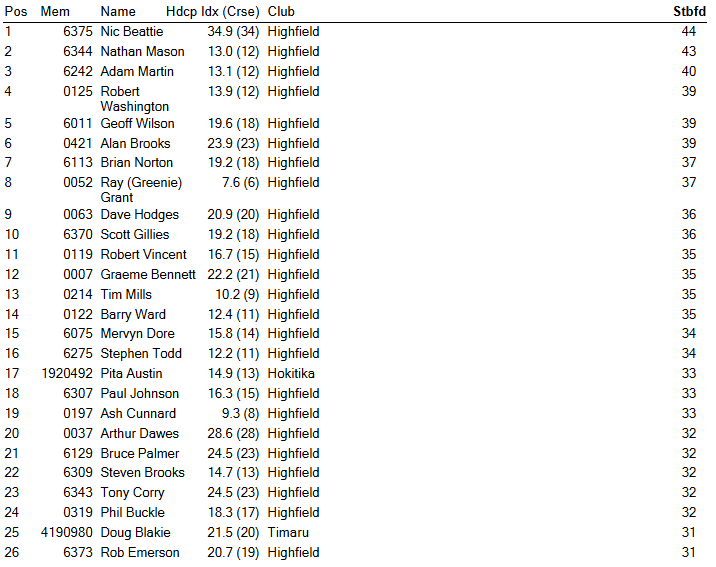 Pos Mem Name Hdcp Idx (Crse) Club Stbfd
1 6375 Nic Beattie 34.9 (34) Highfield 44
2 6344 Nathan Mason 13.0 (12) Highfield 43
3 6242 Adam Martin 13.1 (12) Highfield 40
4 0125 Robert 13.9 (12) Highfield 39
Washington
5 6011 Geoff Wilson 19.6 (18) Highfield 39
6 0421 Alan Brooks 23.9 (23) Highfield 39
7 6113 Brian Norton 19.2 (18) Highfield 37
8 0052 Ray (Greenie) 7.6 (6) Highfield 37
Grant
9 0063 Dave Hodges 20.9 (20) Highfield 36
10 6370 Scott Gillies 19.2 (18) Highfield 36
11 0119 Robert Vincent 16.7 (15) Highfield 35
12 0007 Graeme Bennett 22.2 (21) Highfield 35
13 0214 Tim Mills 10.2 (9) Highfield 35
14 0122 Barry Ward 12.4 (11) Highfield 35
15 6075 Mervyn Dore 15.8 (14) Highfield 34
16 6275 Stephen Todd 12.2 (11) Highfield 34
17 1920492 Pita Austin 14.9 (13) Hokitika 33
18 6307 Paul Johnson 16.3 (15) Highfield 33
19 0197 Ash Cunnard 9.3 (8) Highfield 33
20 0037 Arthur Dawes 28.6 (28) Highfield 32
21 6129 Bruce Palmer 24.5 (23) Highfield 32
22 6309 Steven Brooks 14.7 (13) Highfield 32
23 6343 Tony Corry 24.5 (23) Highfield 32
24 0319 Phil Buckle 18.3 (17) Highfield 32
25 4190980 Doug Blakie 21.5 (20) Timaru 31
26 6373 Rob Emerson 20.7 (19) Highfield 31